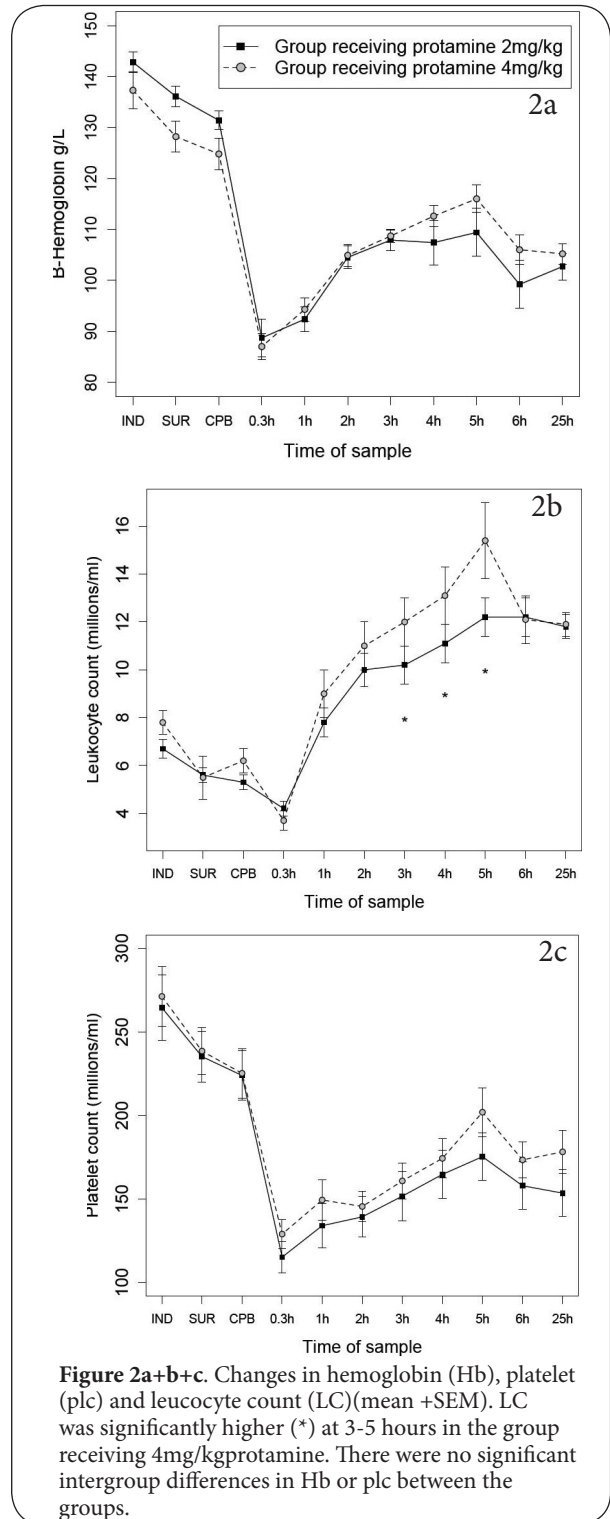 Group receiving protamine 2mg/kg
Group receiving protamine 4mg/kg
2a
150
140
130
120
110
100
90
80
B-Hemoglobin g/L
IND SUR CPB 0.3h 1h 2h 3h 4h 5h 6h 25h
Time of sample
2b
16
14
12
10
8
6
4
Leukocyte count (millions/ml)
* * *
IND SUR CPB 0.3h 1h 2h 3h 4h 5h 6h 25h
Time of sample
2c
300
250
200
150
100
Platelet count (millions/ml)
IND SUR CPB 0.3h 1h 2h 3h 4h 5h 6h 25h
Time of sample
Figure 2a+b+c. Changes in hemoglobin (Hb), platelet
(plc) and leucocyte count (LC)(mean +SEM). LC
was significantly higher (*) at 3-5 hours in the group
receiving 4mg/kgprotamine. There were no significant
intergroup differences in Hb or plc between the
groups.